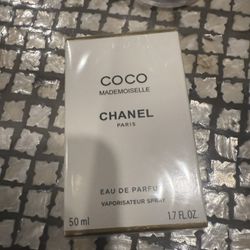 COCO
MADEMOISELLE
CHANEL
PARIS
EAU DE PARFUM
VAPORISATEUR SPRAY
50 ml 1.7 FL. OZ.